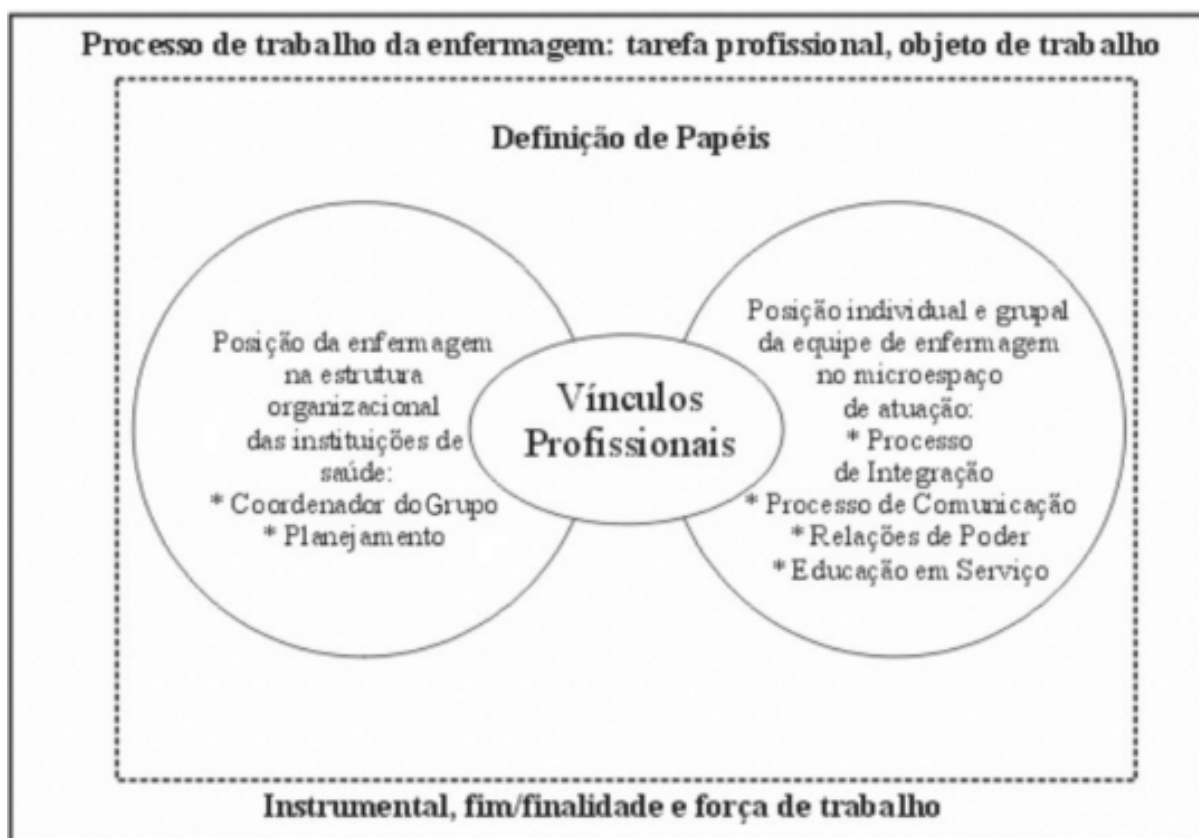 Processo de trabalho da enfermagem: tarefa profissional, objeto de trabalho
Definição de Papéis
Posição da enfermagem
na estrutura
organizacional
das instituições de
saúde:
* Coordenador do Grupo
* Planejamento
Vínculos
Profissionais
Posição individual e grupal
da equipe de enfermagem
no microespaço
de atuação:
* Processo
de Integração
* Processo de Comunicação
* Relações de Poder
* Educação em Serviço
Instrumental, fim/finalidade e força de trabalho